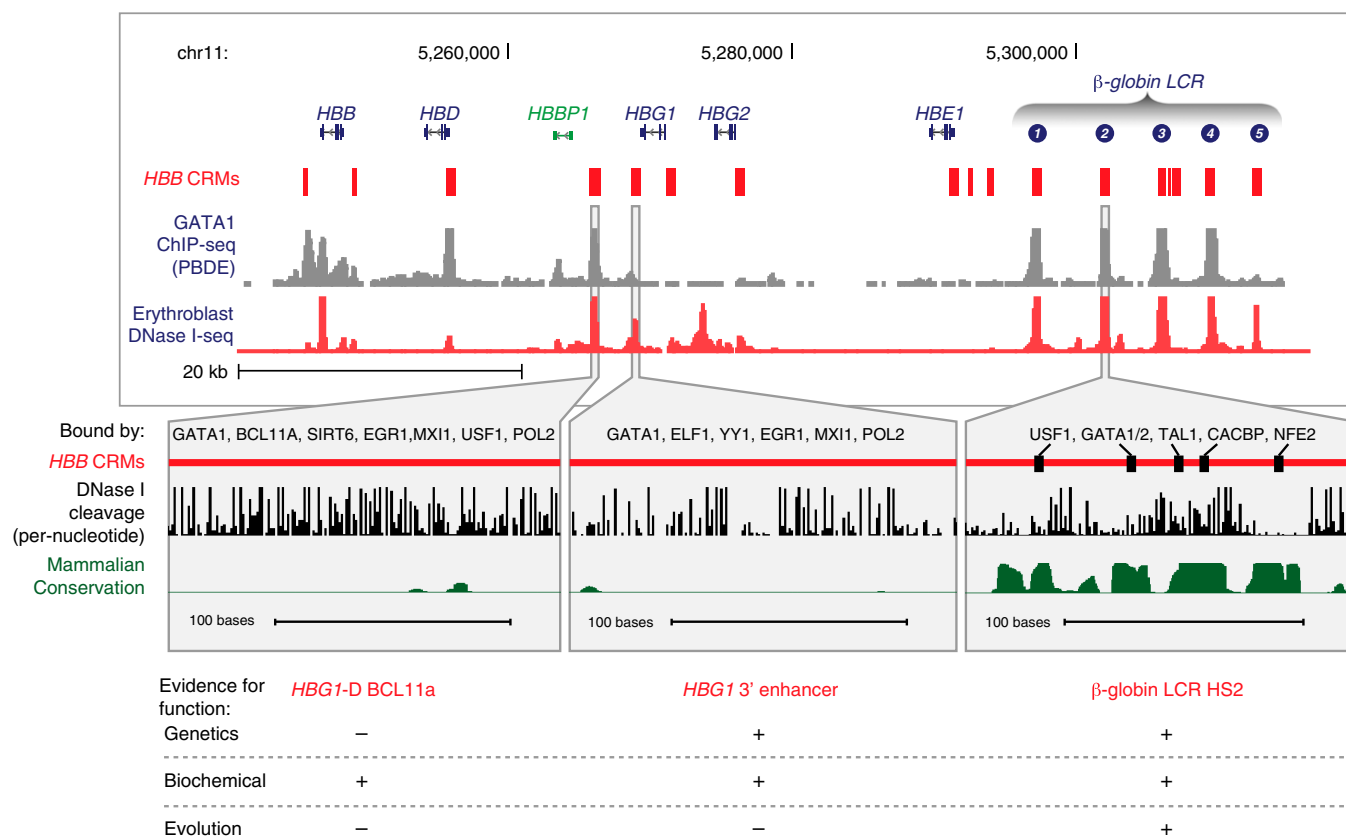 chr11: 5,260,000 5,280,000 5,300,000
β-globin LCR
HBB HBD HBBP1 HBG1 HBG2 HBE1
1 2 3 4 5
HBB CRMs
GATA1
ChIP-seq
(PBDE)
Erythroblast
DNase I-seq
20 kb
Bound by: GATA1, BCL11A, SIRT6, EGR1,MXI1, USF1, POL2 GATA1, ELF1, YY1, EGR1, MXI1, POL2 USF1, GATA1/2, TAL1, CACBP, NFE2
HBB CRMs
DNase I
cleavage
(per-nucleotide)
Mammalian
Conservation
100 bases 100 bases 100 bases
Evidence for
function:
HBG1-D BCL11a HBG1 3' enhancer β-globin LCR HS2
Genetics − + +
Biochemical + + +
Evolution − − +